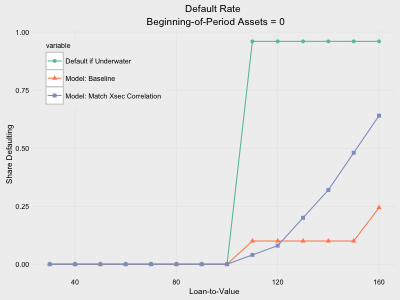 Default Rate
Beginning-of-Period Assets = 0
variable
Default if Underwater
Model: Baseline
Model: Match Xsec Correlation
Share Defaulting
1.00
0.75
0.50
0.25
0.00
40
80
120
160
Loan-to-Value